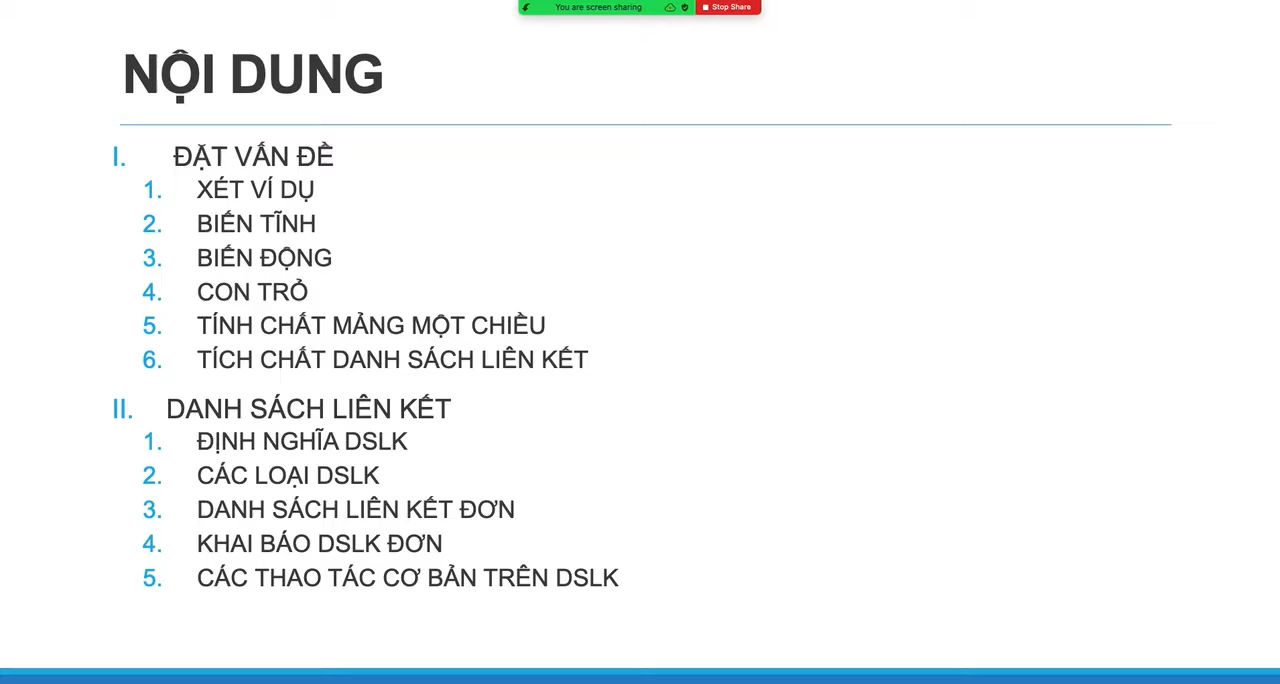 You are screen sharing
Stop Share
NỘI DUNG
I. ĐẶT VẤN ĐỀ
1. XÉT VÍ DỤ
2. BIẾN TĨNH
3. BIẾN ĐỘNG
4. CON TRỎ
5. TÍNH CHẤT MẢNG MỘT CHIỀU
6. TÍCH CHẤT DANH SÁCH LIÊN KẾT
II. DANH SÁCH LIÊN KẾT
1. ĐỊNH NGHĨA DSLK
2. CÁC LOẠI DSLK
3. DANH SÁCH LIÊN KẾT ĐƠN
4. KHAI BÁO DSLK ĐƠN
5. CÁC THAO TÁC CƠ BẢN TRÊN DSLK